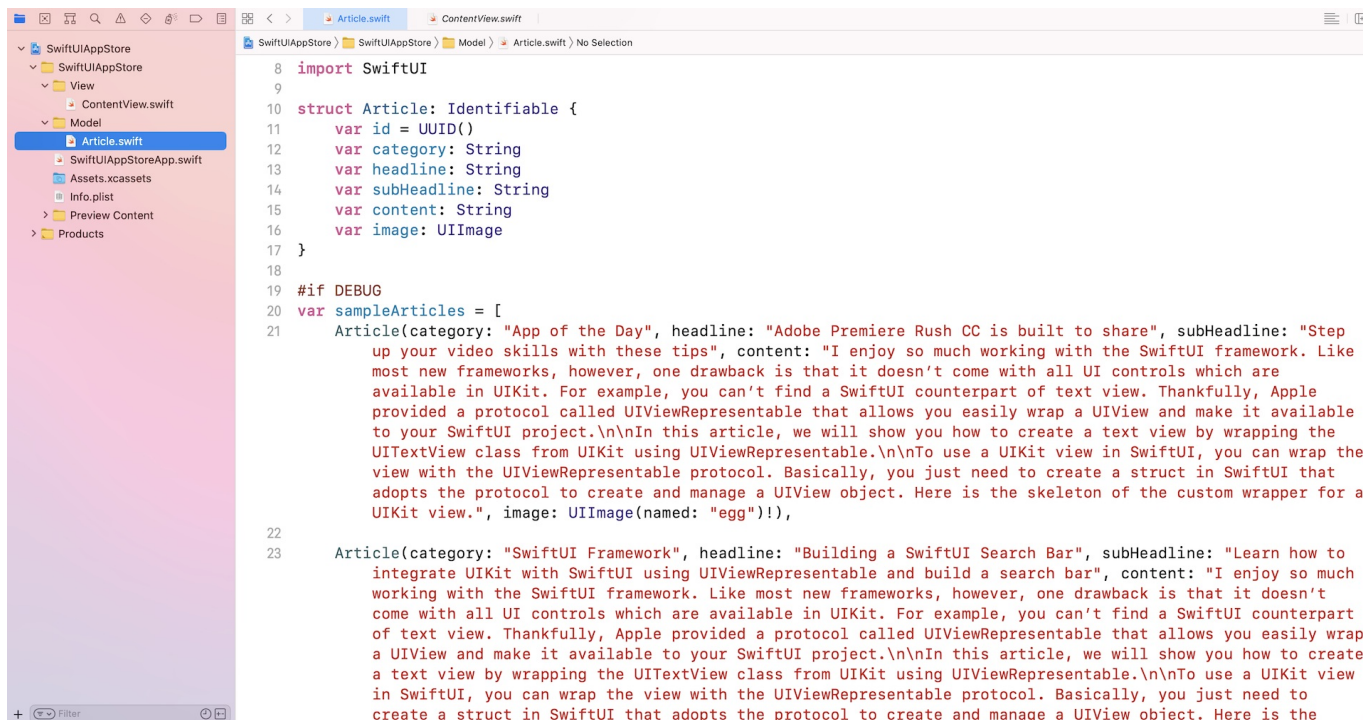 Article.swift
ContentView.swift
SwiftUIAppStore
SwiftUIAppStore
View
ContentView.swift
Model
Article.swift
SwiftUIAppStoreApp.swift
Assets.xcassets
Info.plist
Preview Content
Products
Filter
SwiftUIAppStore 〉 SwiftUIAppStore 〉 Model 〉 Article.swift 〉 No Selection
8 import SwiftUI
9
10 struct Article: Identifiable {
11 var id = UUID()
12 var category: String
13 var headline: String
14 var subHeadline: String
15 var content: String
16 var image: UIImage
17 }
18
19 #if DEBUG
20 var sampleArticles = [
21 Article(category: "App of the Day", headline: "Adobe Premiere Rush CC is built to share", subHeadline: "Step
up your video skills with these tips", content: "I enjoy so much working with the SwiftUI framework. Like
most new frameworks, however, one drawback is that it doesn't come with all UI controls which are
available in UIKit. For example, you can't find a SwiftUI counterpart of text view. Thankfully, Apple
provided a protocol called UIViewRepresentable that allows you easily wrap a UIView and make it available
to your SwiftUI project.\n\nIn this article, we will show you how to create a text view by wrapping the
UITextView class from UIKit using UIViewRepresentable.\n\nTo use a UIKit view in SwiftUI, you can wrap the
view with the UIViewRepresentable protocol. Basically, you just need to create a struct in SwiftUI that
adopts the protocol to create and manage a UIView object. Here is the skeleton of the custom wrapper for a
UIKit view.", image: UIImage(named: "egg")!),
22
23 Article(category: "SwiftUI Framework", headline: "Building a SwiftUI Search Bar", subHeadline: "Learn how to
integrate UIKit with SwiftUI using UIViewRepresentable and build a search bar", content: "I enjoy so much
working with the SwiftUI framework. Like most new frameworks, however, one drawback is that it doesn't
come with all UI controls which are available in UIKit. For example, you can't find a SwiftUI counterpart
of text view. Thankfully, Apple provided a protocol called UIViewRepresentable that allows you easily wrap
a UIView and make it available to your SwiftUI project.\n\nIn this article, we will show you how to create
a text view by wrapping the UITextView class from UIKit using UIViewRepresentable.\n\nTo use a UIKit view
in SwiftUI, you can wrap the view with the UIViewRepresentable protocol. Basically, you just need to
create a struct in SwiftUI that adopts the protocol to create and manage a UIView object. Here is the